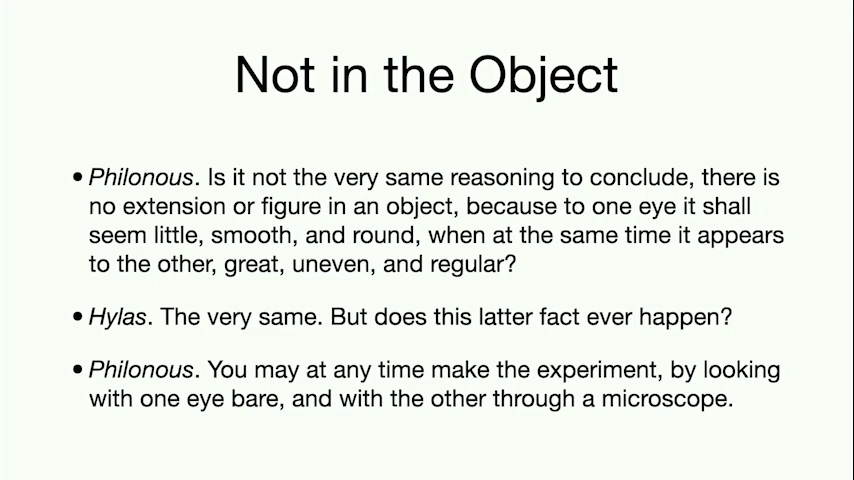 Not in the Object
• Philonous. Is it not the very same reasoning to conclude, there is
no extension or figure in an object, because to one eye it shall
seem little, smooth, and round, when at the same time it appears
to the other, great, uneven, and regular?
• Hylas. The very same. But does this latter fact ever happen?
• Philonous. You may at any time make the experiment, by looking
with one eye bare, and with the other through a microscope.